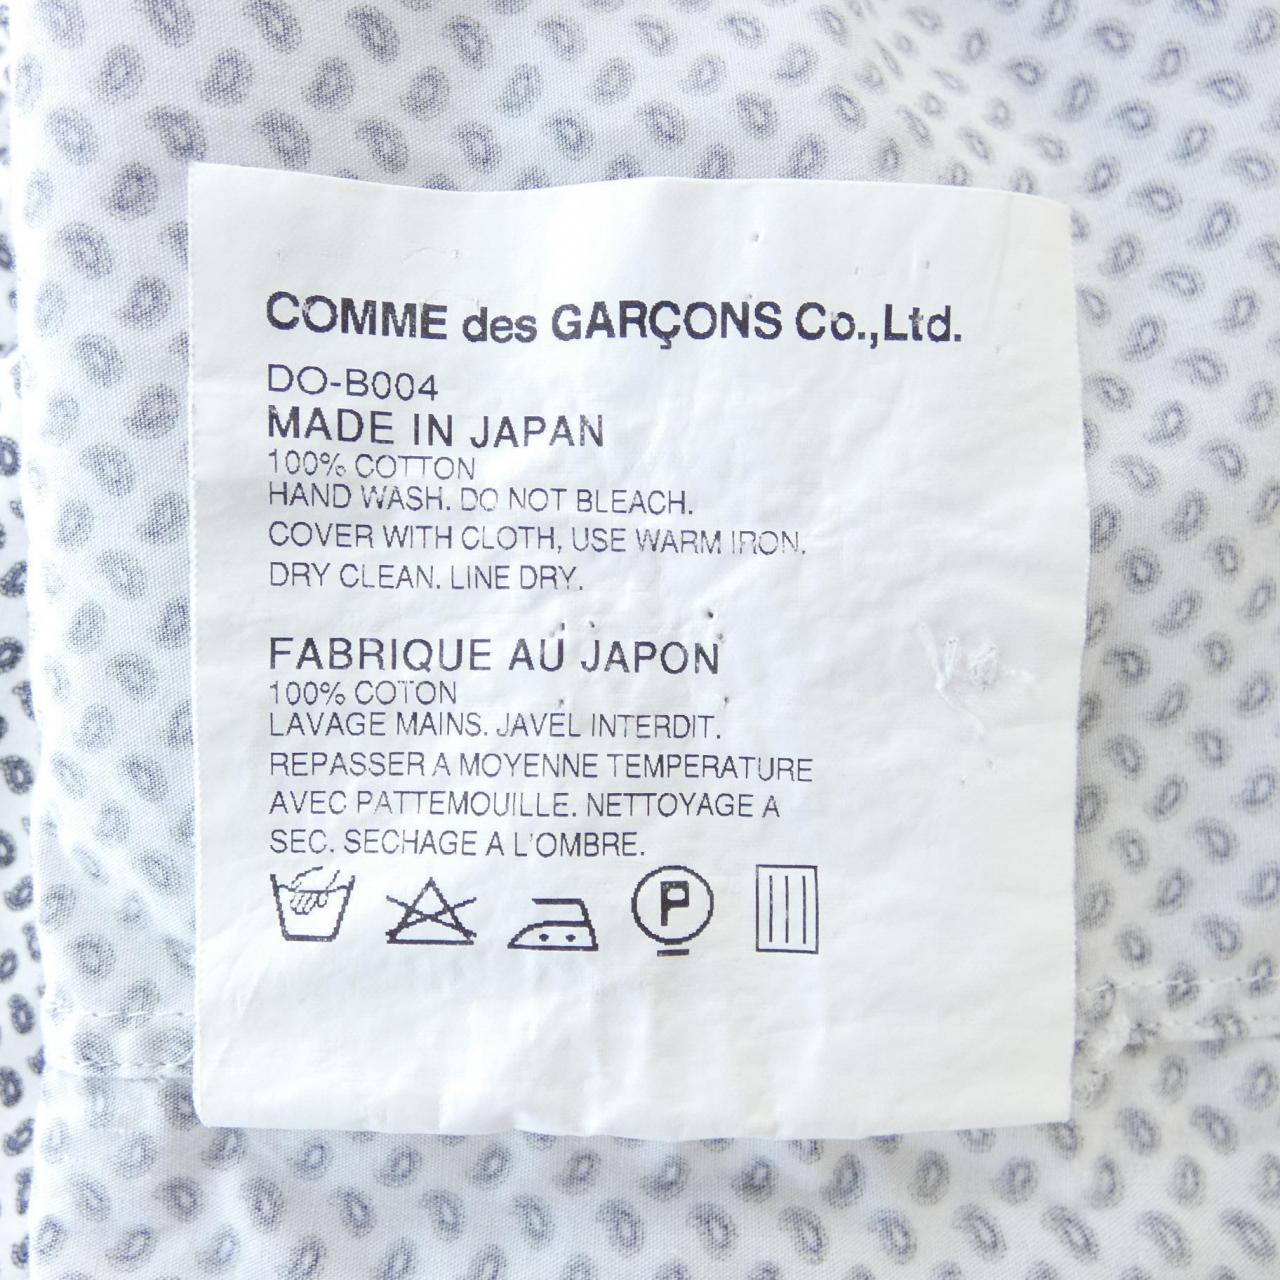 COMME des GARÇONS Co.,Ltd.
DO-B004
MADE IN JAPAN
100% COTTON
HAND WASH. DO NOT BLEACH.
COVER WITH CLOTH, USE WARM IRON.
DRY CLEAN. LINE DRY.
FABRIQUE AU JAPON
100% COTON
LAVAGE MAINS. JAVEL INTERDIT.
REPASSER A MOYENNE TEMPERATURE
AVEC PATTEMOUILLE. NETTOYAGE A
SEC. SECHAGE A L'OMBRE.
P